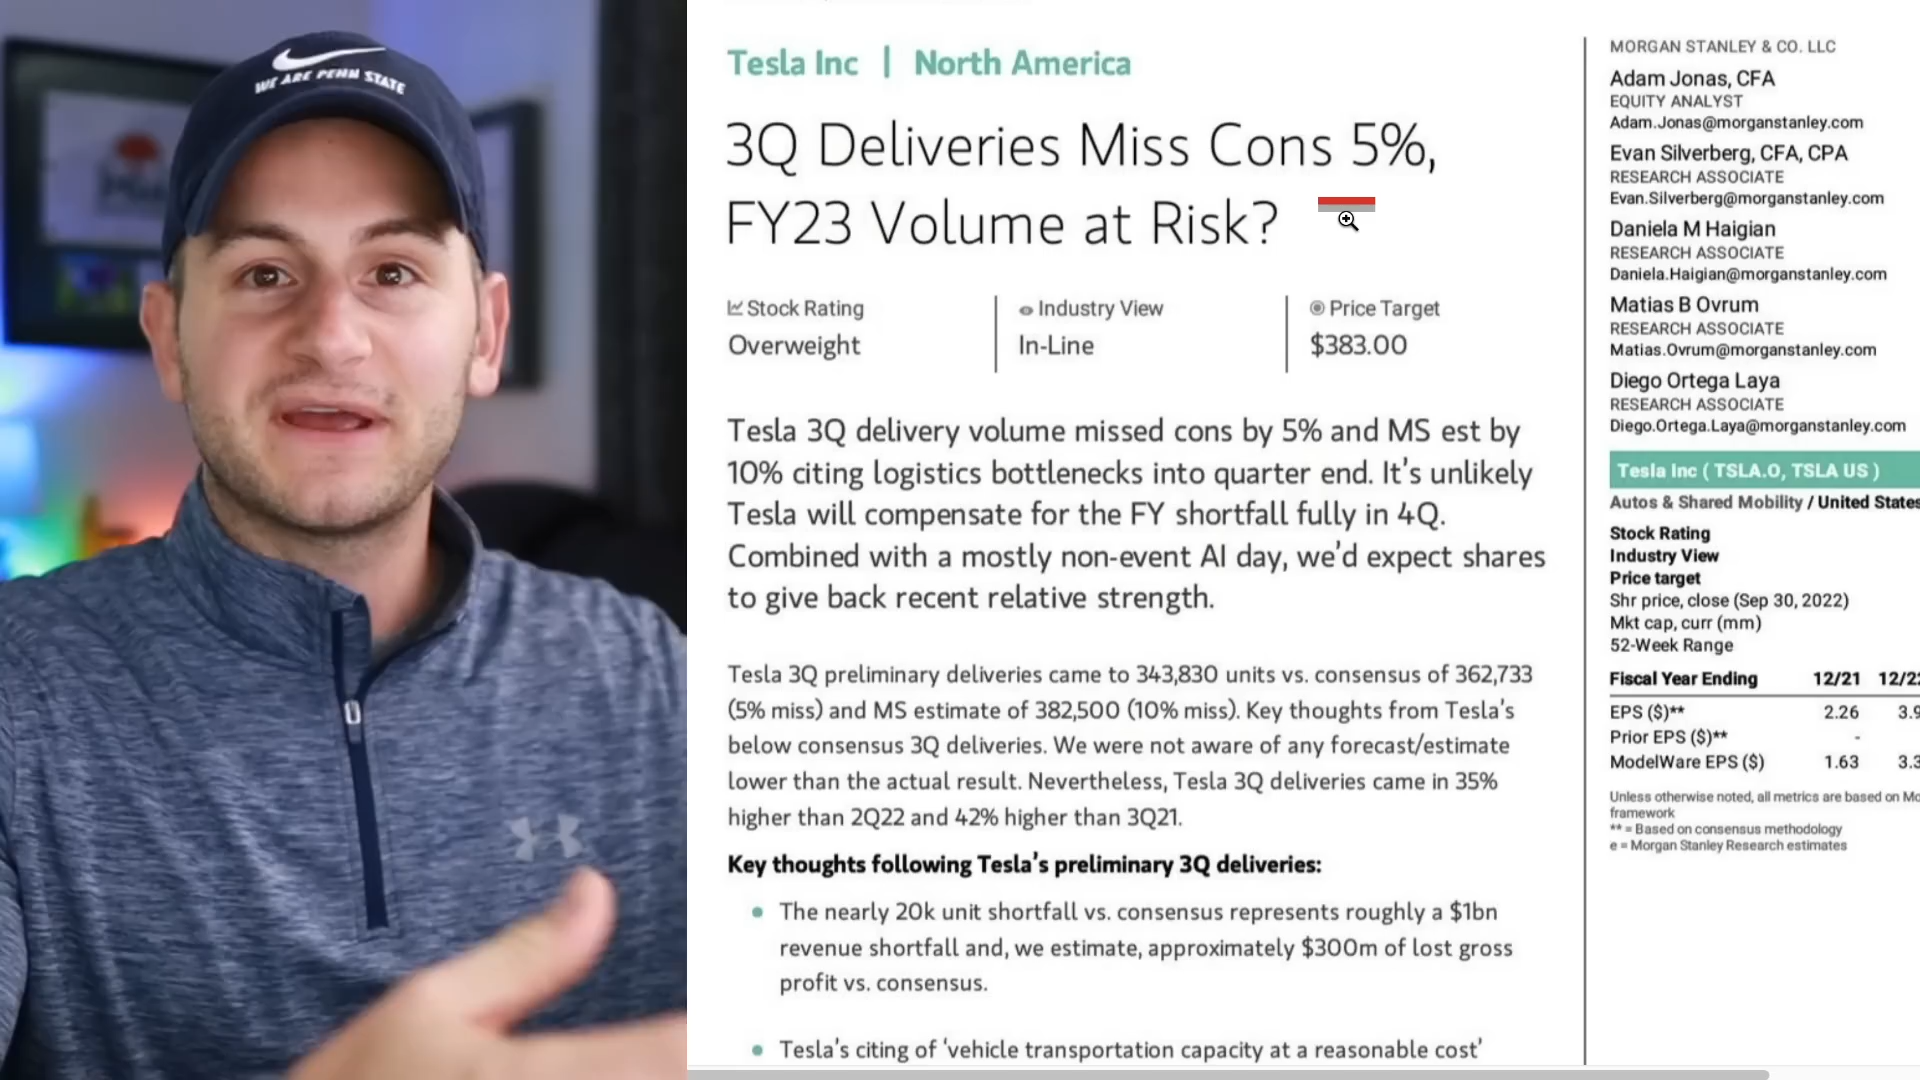 WE ARE PENN STATE
Tesla Inc | North America
3Q Deliveries Miss Cons 5%,
FY23 Volume at Risk?
Stock Rating
Overweight
Industry View
In-Line
Price Target
$383.00
Tesla 3Q delivery volume missed cons by 5% and MS est by
10% citing logistics bottlenecks into quarter end. It's unlikely
Tesla will compensate for the FY shortfall fully in 4Q.
Combined with a mostly non-event AI day, we'd expect shares
to give back recent relative strength.
Tesla 3Q preliminary deliveries came to 343,830 units vs. consensus of 362,733
(5% miss) and MS estimate of 382,500 (10% miss). Key thoughts from Tesla's
below consensus 3Q deliveries. We were not aware of any forecast/estimate
lower than the actual result. Nevertheless, Tesla 3Q deliveries came in 35%
higher than 2Q22 and 42% higher than 3Q21.
Key thoughts following Tesla's preliminary 3Q deliveries:
• The nearly 20k unit shortfall vs. consensus represents roughly a $1bn
revenue shortfall and, we estimate, approximately $300m of lost gross
profit vs. consensus.
• Tesla's citing of 'vehicle transportation capacity at a reasonable cost'
MORGAN STANLEY & CO. LLC
Adam Jonas, CFA
EQUITY ANALYST
Adam.Jonas@morganstanley.com
Evan Silverberg, CFA, CPA
RESEARCH ASSOCIATE
Evan.Silverberg@morganstanley.com
Daniela M Haigian
RESEARCH ASSOCIATE
Daniela.Haigian@morganstanley.com
Matias B Ovrum
RESEARCH ASSOCIATE
Matias.Ovrum@morganstanley.com
Diego Ortega Laya
RESEARCH ASSOCIATE
Diego.Ortega.Laya@morganstanley.com
Tesla Inc ( TSLA.O, TSLA US )
Autos & Shared Mobility / United States
Stock Rating
Industry View
Price target
Shr price, close (Sep 30, 2022)
Mkt cap, curr (mm)
52-Week Range
Fiscal Year Ending 12/21 12/22
EPS ($)** 2.26 3.9
Prior EPS ($)** -
ModelWare EPS ($) 1.63 3.3
Unless otherwise noted, all metrics are based on Mo
framework
** = Based on consensus methodology
e = Morgan Stanley Research estimates